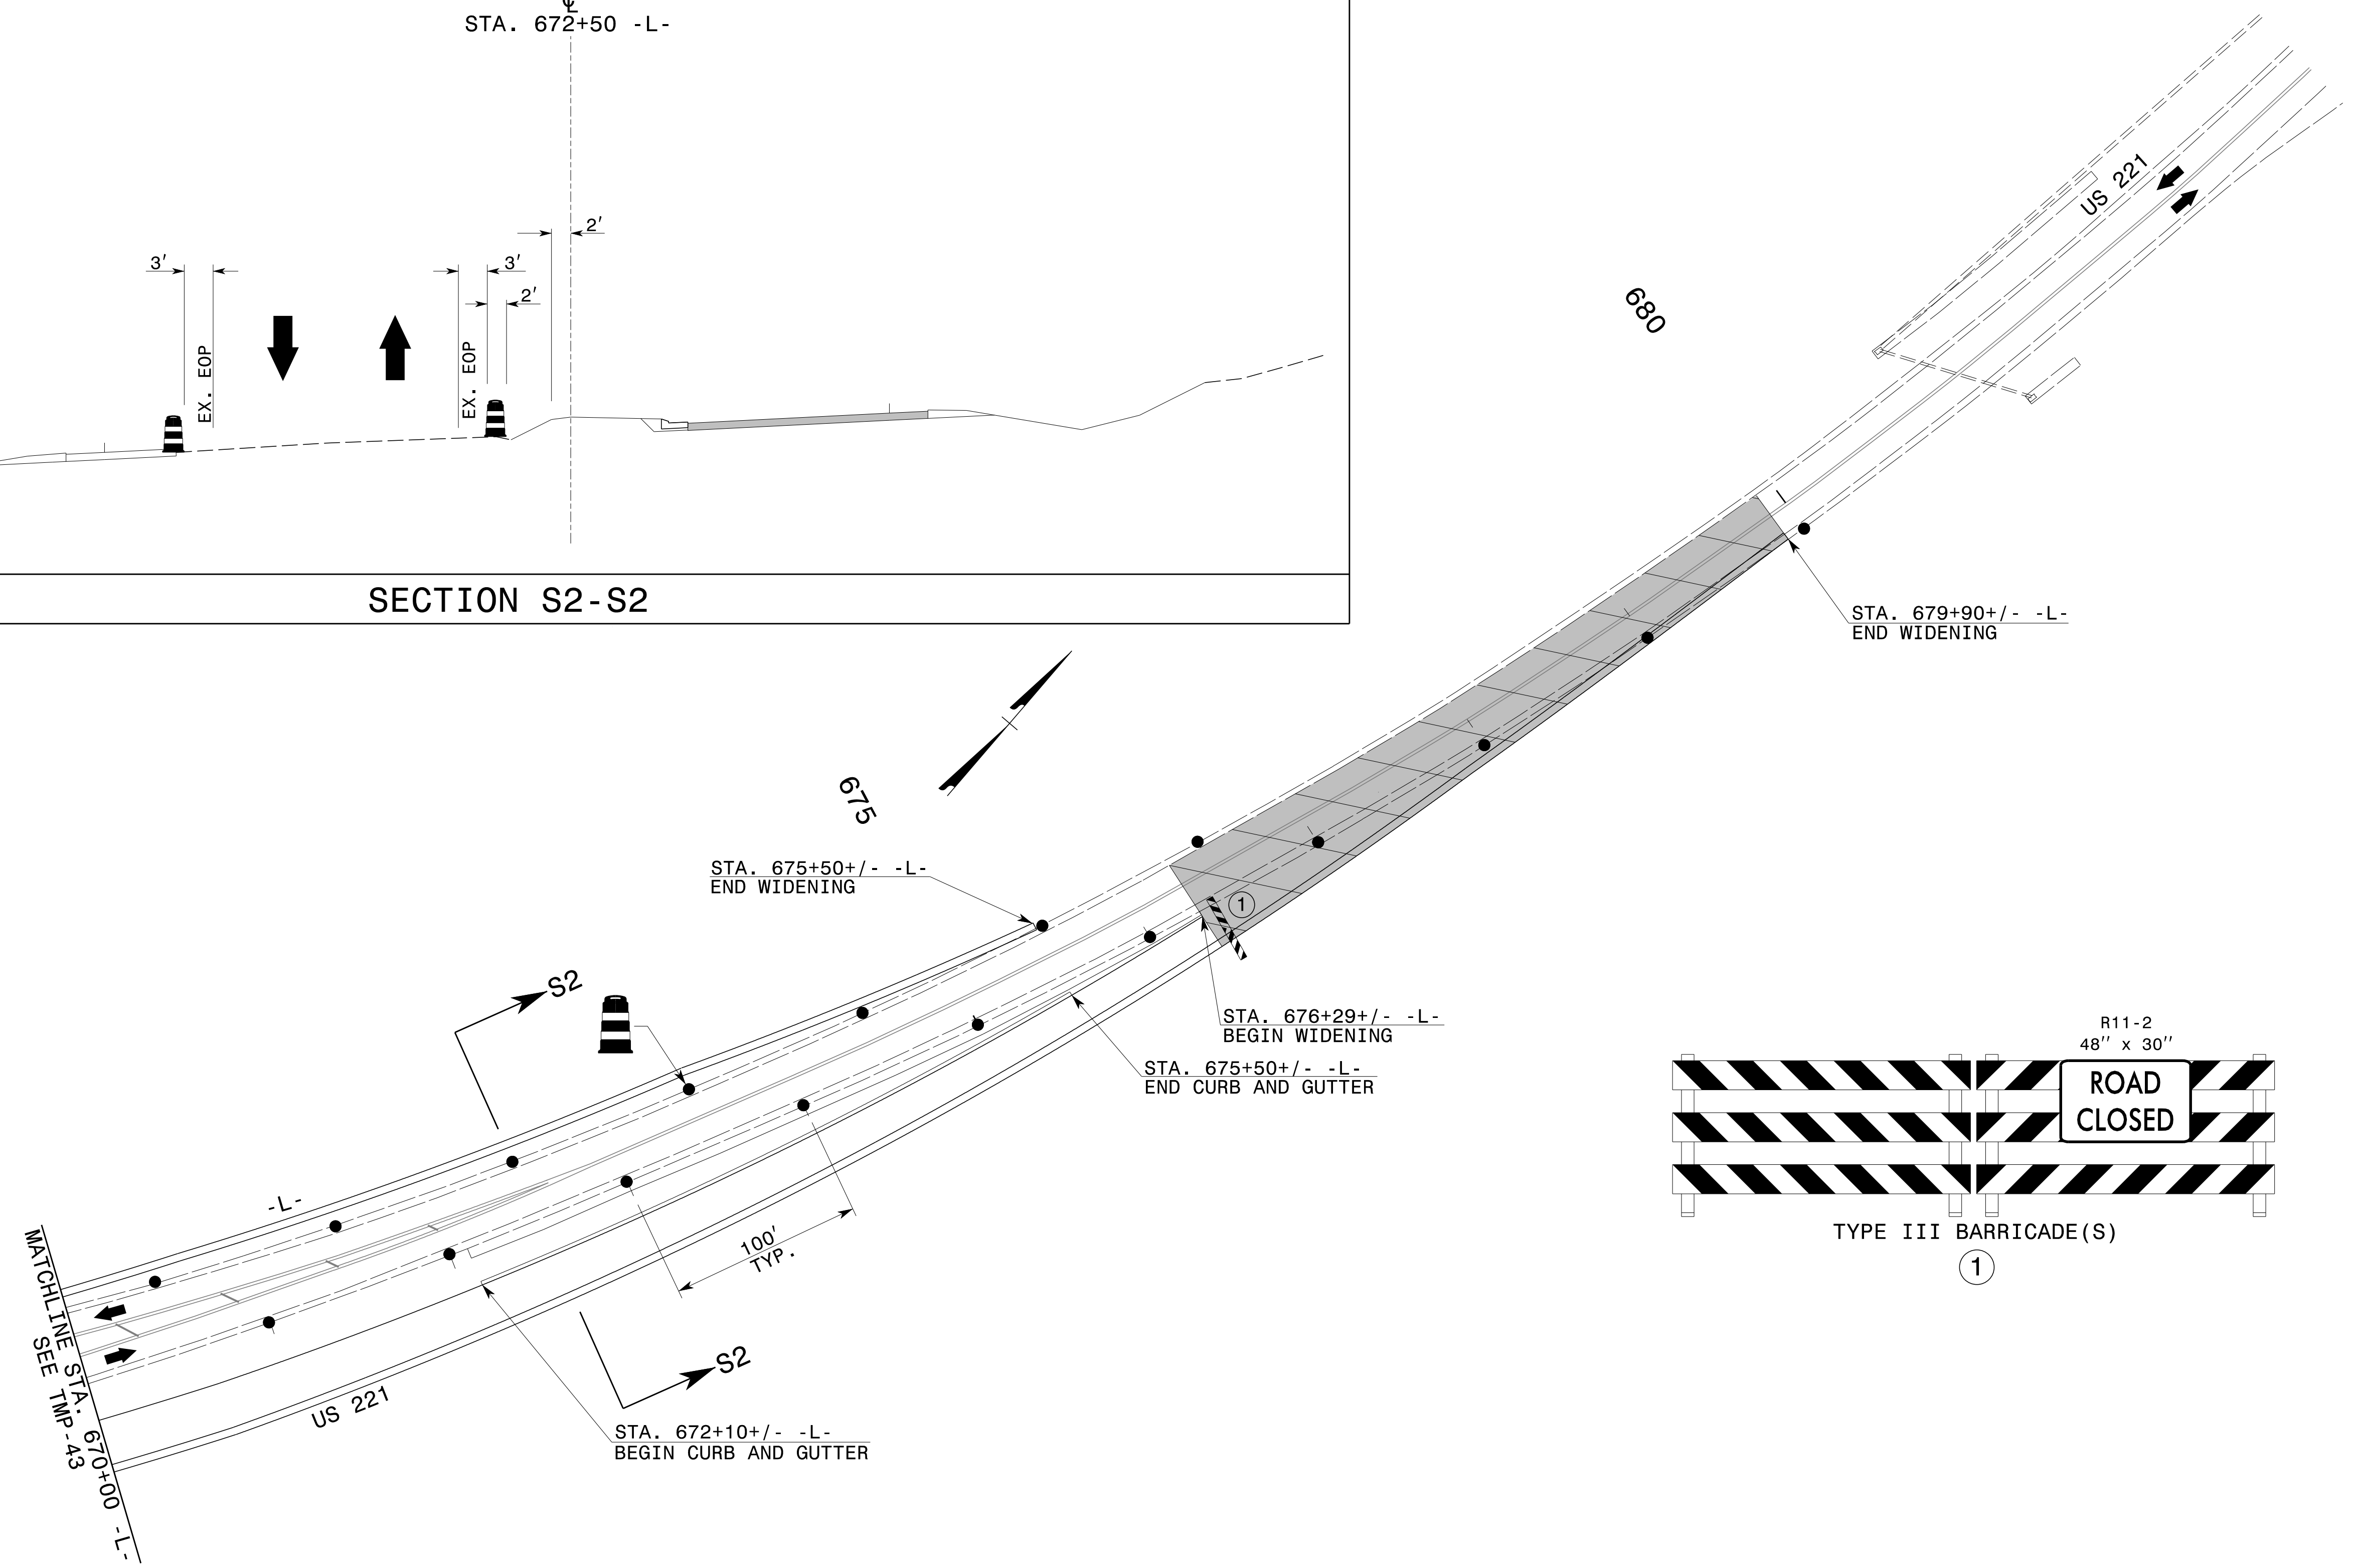 ℄
STA. 672+50 -L-
2'
3'
3'
2'
EX. EOP
EX. EOP
SECTION S2-S2
US 221
680
STA. 679+90+/- -L-
END WIDENING
675
STA. 675+50+/- -L-
END WIDENING
1
S2
STA. 676+29+/- -L-
BEGIN WIDENING
STA. 675+50+/- -L-
END CURB AND GUTTER
R11-2
48'' x 30''
ROAD
CLOSED
TYPE III BARRICADE(S)
1
-L-
100'
TYP.
S2
MATCHLINE STA. 670+00 -L-
SEE TMP-43
US 221
STA. 672+10+/- -L-
BEGIN CURB AND GUTTER